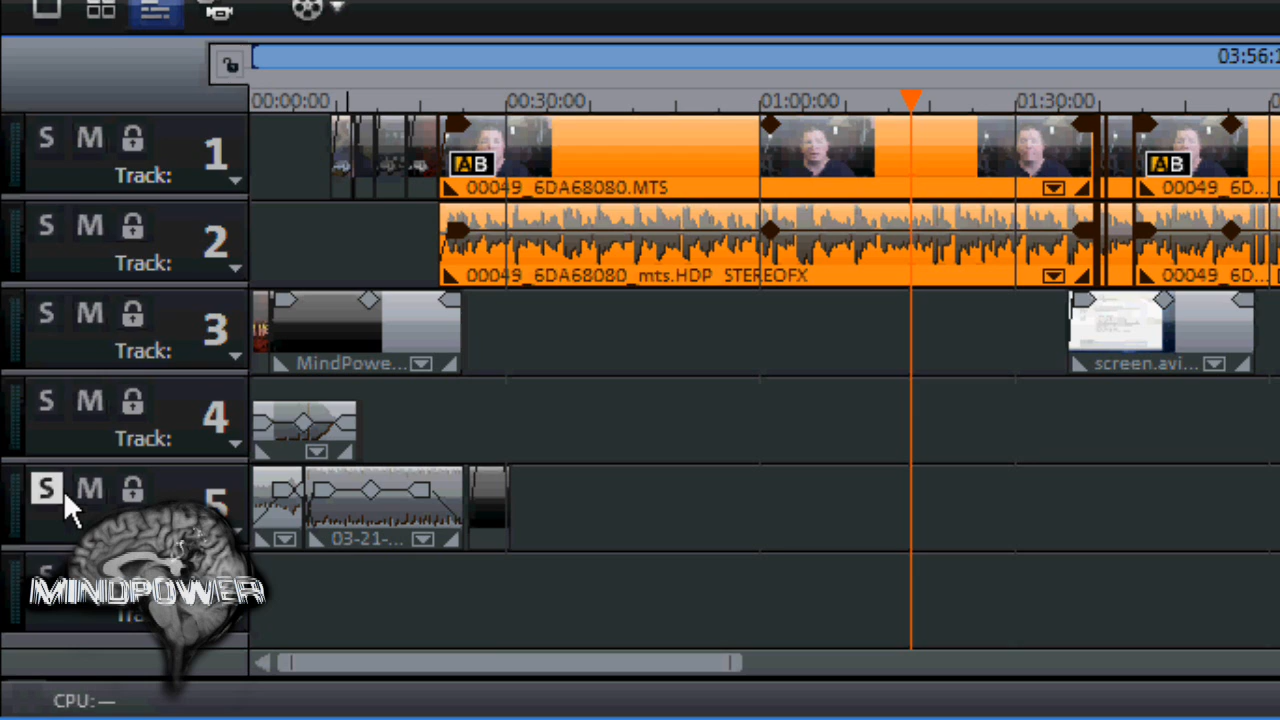 03:56:1
00:00:00 00:30:00 01:00:00 01:30:00
S M 1
Track:
AB AB
00049_6DA68080.MTS 00049_6D...
S M 2
Track:
00049_6DA68080_mts.HDP STEREOFX 00049_6D...
S M 3
Track:
MindPowe... screen.avi...
S M 4
Track:
S M 5
03-21-...
S
MINDPOWER
CPU: —